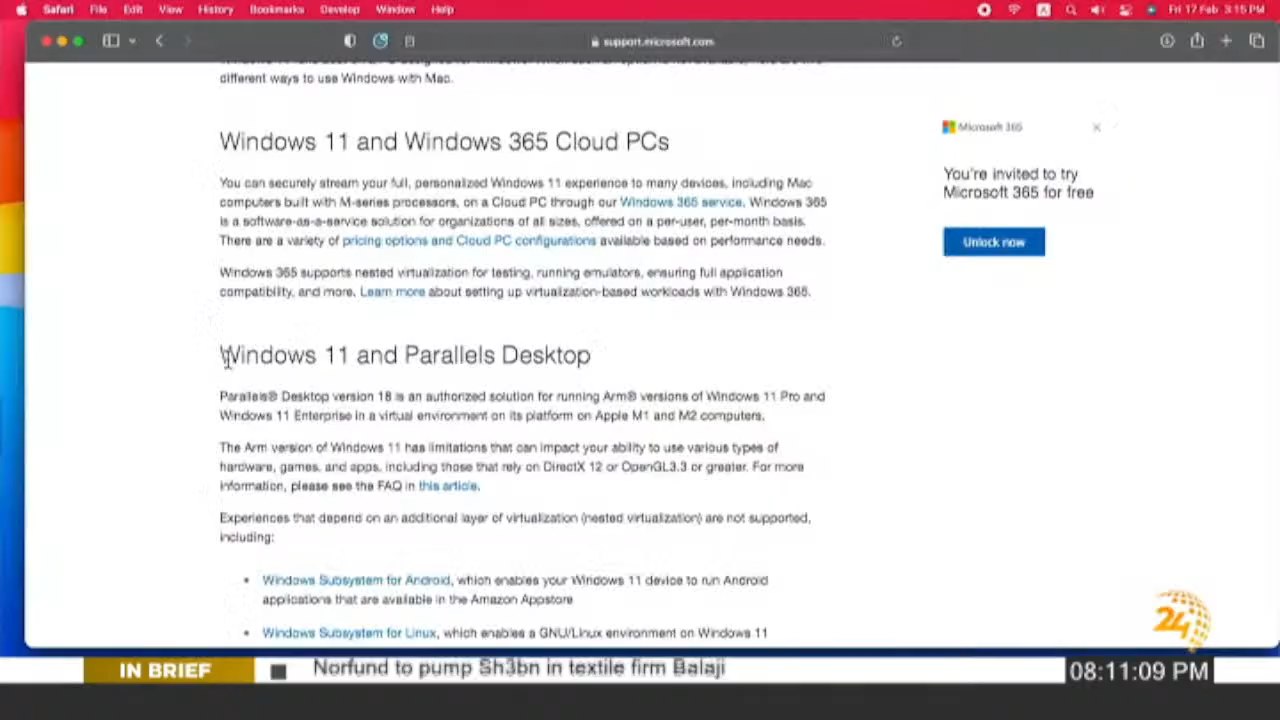 Safari File Edit View History Bookmarks Develop Window Help
A
Fri 17 Feb 3:15 PM
support.microsoft.com
different ways to use Windows with Mac.
Windows 11 and Windows 365 Cloud PCs
You can securely stream your full, personalized Windows 11 experience to many devices, including Mac
computers built with M-series processors, on a Cloud PC through our Windows 365 service. Windows 365
is a software-as-a-service solution for organizations of all sizes, offered on a per-user, per-month basis.
There are a variety of pricing options and Cloud PC configurations available based on performance needs.
Windows 365 supports nested virtualization for testing, running emulators, ensuring full application
compatibility, and more. Learn more about setting up virtualization-based workloads with Windows 365.
Windows 11 and Parallels Desktop
Parallels® Desktop version 18 is an authorized solution for running Arm® versions of Windows 11 Pro and
Windows 11 Enterprise in a virtual environment on its platform on Apple M1 and M2 computers.
The Arm version of Windows 11 has limitations that can impact your ability to use various types of
hardware, games, and apps, including those that rely on DirectX 12 or OpenGL3.3 or greater. For more
information, please see the FAQ in this article.
Experiences that depend on an additional layer of virtualization (nested virtualization) are not supported,
including:
• Windows Subsystem for Android, which enables your Windows 11 device to run Android
applications that are available in the Amazon Appstore
• Windows Subsystem for Linux, which enables a GNU/Linux environment on Windows 11
Microsoft 365
You're invited to try
Microsoft 365 for free
Unlock now
24
IN BRIEF
Norfund to pump Sh3bn in textile firm Balaji
08:11:09 PM